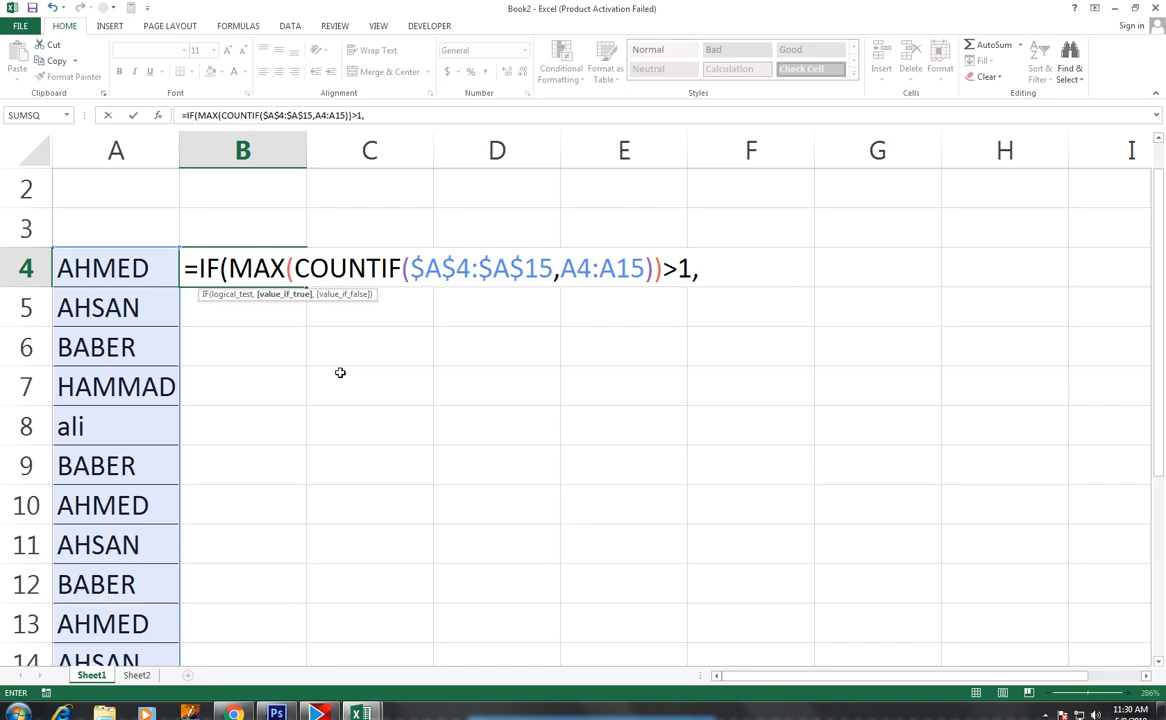 Book2 - Excel (Product Activation Failed)
?
FILE HOME INSERT PAGE LAYOUT FORMULAS DATA REVIEW VIEW DEVELOPER Sign in
Paste
Cut
Copy
Format Painter
Clipboard
11
B I U
Font
Wrap Text
Merge & Center
Alignment
General
$ % ,
Number
Conditional Formatting
Format as Table
Normal Bad Good
Neutral Calculation Check Cell
Styles
Insert Delete Format
Cells
AutoSum
Fill
Clear
Sort & Filter
Find & Select
Editing
SUMSQ
=IF(MAX(COUNTIF($A$4:$A$15,A4:A15))>1,
A B C D E F G H I
2
3
4 AHMED =IF(MAX(COUNTIF($A$4:$A$15,A4:A15))>1,
IF(logical_test, [value_if_true], [value_if_false])
5 AHSAN
6 BABER
7 HAMMAD
8 ali
9 BABER
10 AHMED
11 AHSAN
12 BABER
13 AHMED
14 AHSAN
Sheet1 Sheet2
ENTER
286%
11:30 AM